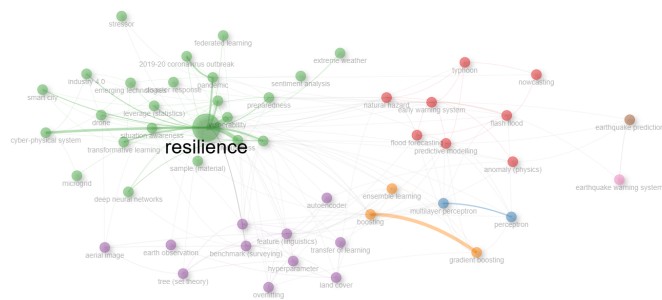 stressor
federated learning
2019-20 coronavirus outbreak
extreme weather
typhoon
nowcasting
industry 4.0
pandemic
sentiment analysis
emerging technologies
disaster response
smart city
preparedness
natural hazard
early warning system
leverage (statistics)
drone
flash flood
earthquake prediction
cyber-physical system
situation awareness
flood forecasting
transformative learning
predictive modelling
resilience
sample (material)
anomaly (physics)
microgrid
earthquake warning system
deep neural networks
ensemble learning
autoencoder
multilayer perceptron
boosting
perceptron
feature (linguistics)
aerial image
earth observation
benchmark (surveying)
transfer of learning
gradient boosting
hyperparameter
tree (set theory)
land cover
overfitting